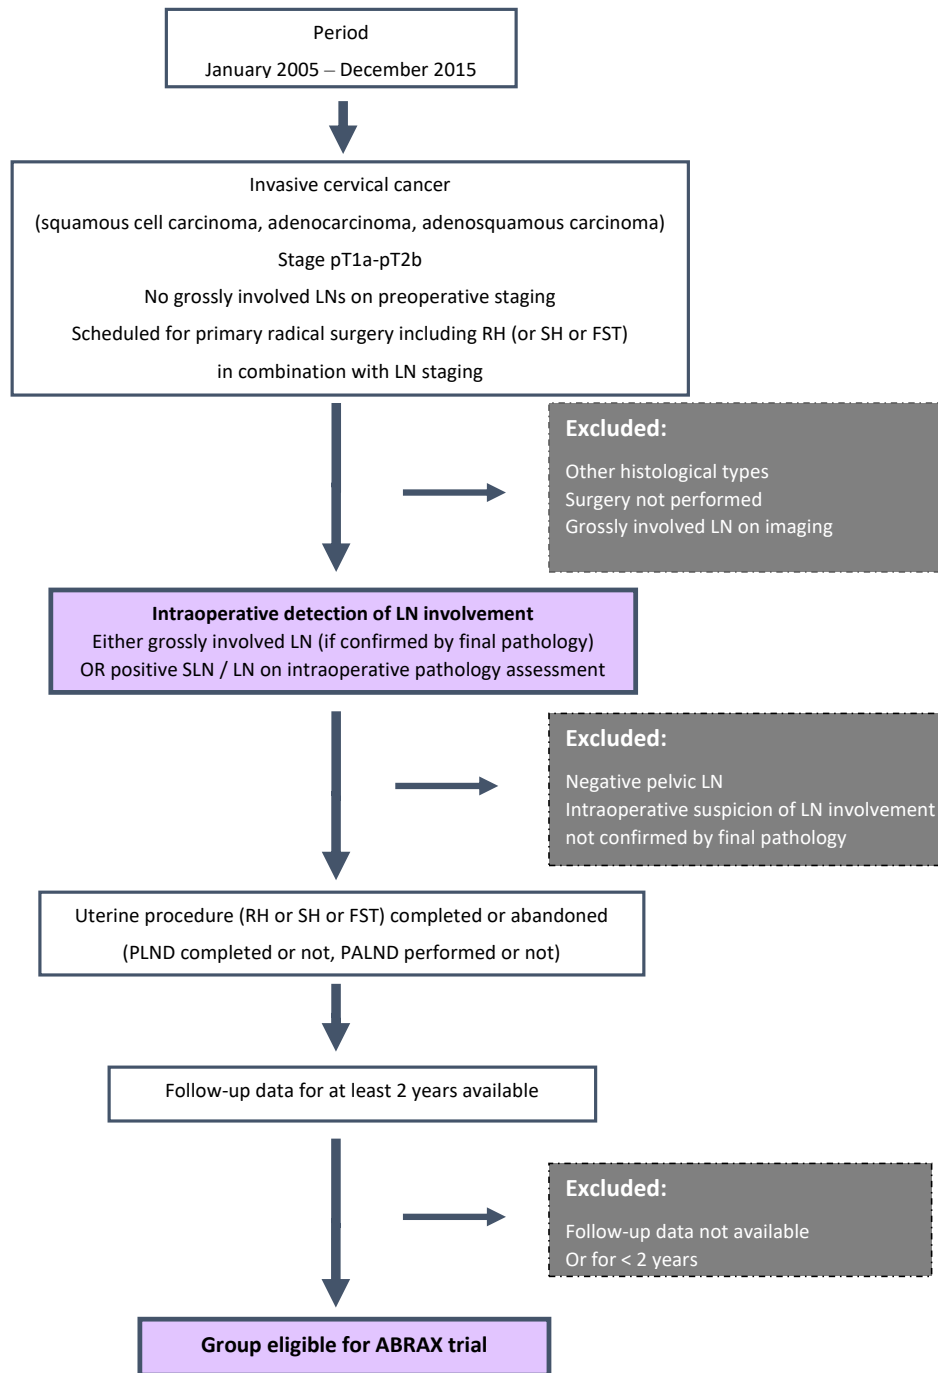 Period
January 2005 – December 2015
Invasive cervical cancer
(squamous cell carcinoma, adenocarcinoma, adenosquamous carcinoma)
Stage pT1a-pT2b
No grossly involved LNs on preoperative staging
Scheduled for primary radical surgery including RH (or SH or FST)
in combination with LN staging
Excluded:
Other histological types
Surgery not performed
Grossly involved LN on imaging
Intraoperative detection of LN involvement
Either grossly involved LN (if confirmed by final pathology)
OR positive SLN / LN on intraoperative pathology assessment
Excluded:
Negative pelvic LN
Intraoperative suspicion of LN involvement
not confirmed by final pathology
Uterine procedure (RH or SH or FST) completed or abandoned
(PLND completed or not, PALND performed or not)
Follow-up data for at least 2 years available
Excluded:
Follow-up data not available
Or for < 2 years
Group eligible for ABRAX trial